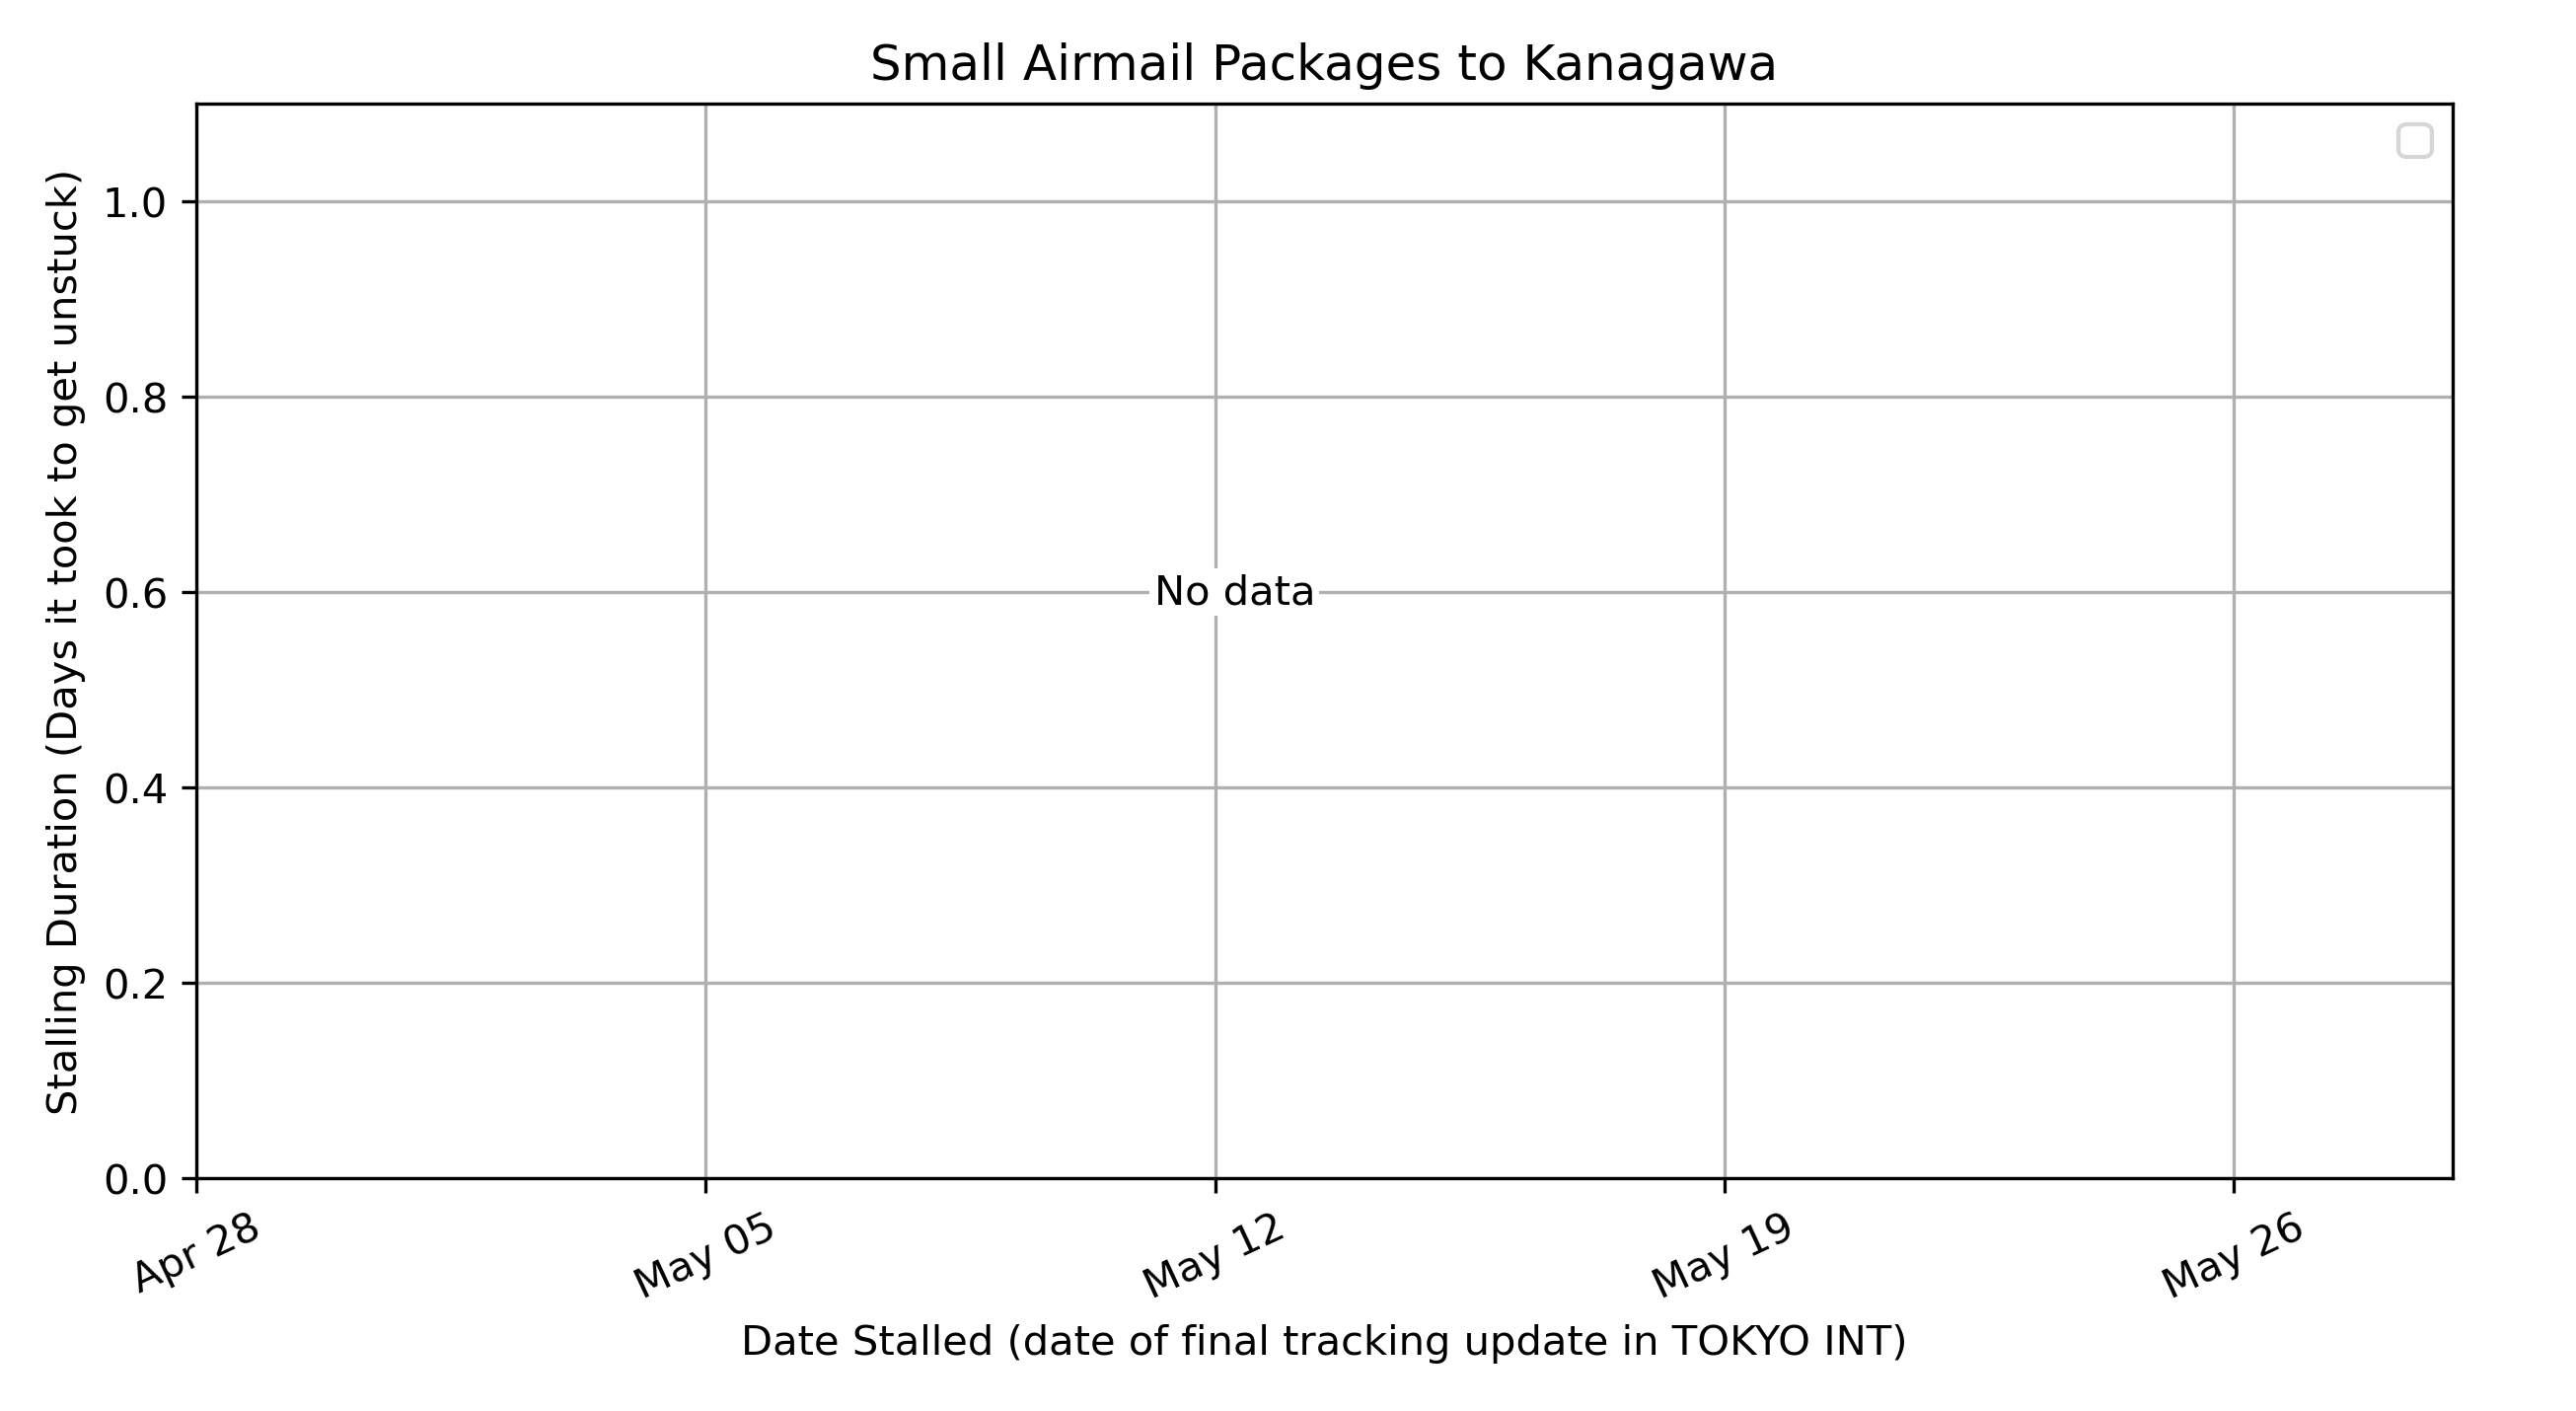 Small Airmail Packages to Kanagawa
Stalling Duration (Days it took to get unstuck)
1.0
0.8
0.6
0.4
0.2
0.0
No data
Apr 28
May 05
May 12
May 19
May 26
Date Stalled (date of final tracking update in TOKYO INT)